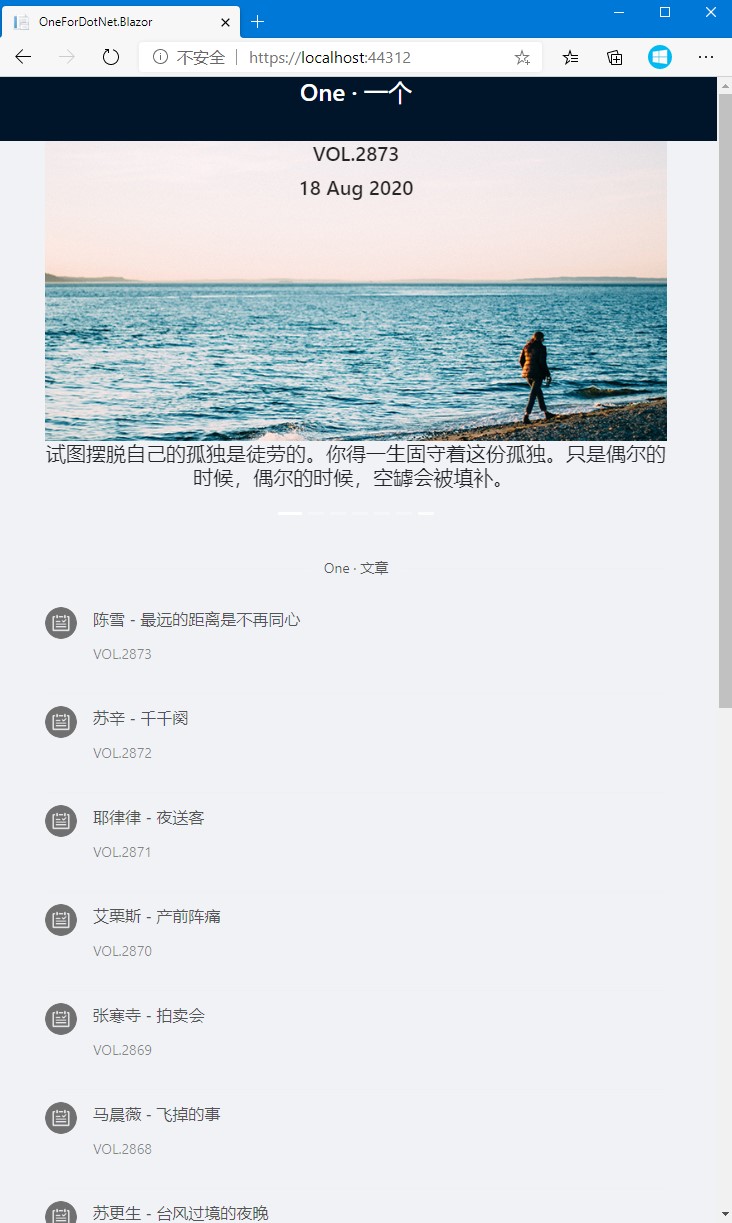 OneForDotNet.Blazor
不安全 | https://localhost:44312
One · 一个
VOL.2873
18 Aug 2020
试图摆脱自己的孤独是徒劳的。你得一生固守着这份孤独。只是偶尔的
时候，偶尔的时候，空罅会被填补。
One · 文章
陈雪 - 最远的距离是不再同心
VOL.2873
苏辛 - 千千阕
VOL.2872
耶律律 - 夜送客
VOL.2871
艾栗斯 - 产前阵痛
VOL.2870
张寒寺 - 拍卖会
VOL.2869
马晨薇 - 飞掉的事
VOL.2868
苏更生 - 台风过境的夜晚